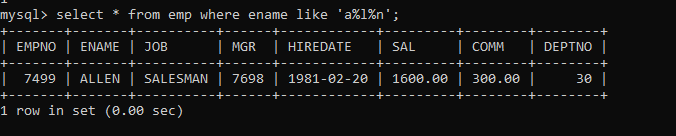 mysql> select * from emp where ename like 'a%l%n';
+-------+-------+----------+------+------------+---------+--------+--------+
| EMPNO | ENAME | JOB      | MGR  | HIREDATE   | SAL     | COMM   | DEPTNO |
+-------+-------+----------+------+------------+---------+--------+--------+
|  7499 | ALLEN | SALESMAN | 7698 | 1981-02-20 | 1600.00 | 300.00 |     30 |
+-------+-------+----------+------+------------+---------+--------+--------+
1 row in set (0.00 sec)